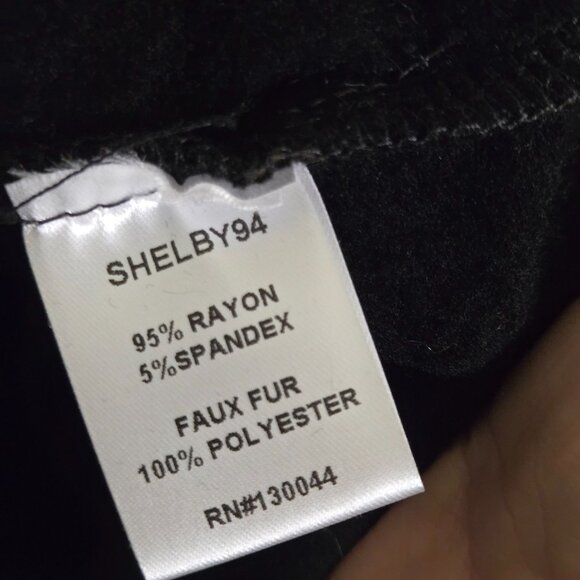 SHELBY94
95% RAYON
5%SPANDEX
FAUX FUR
100% POLYESTER
RN#130044